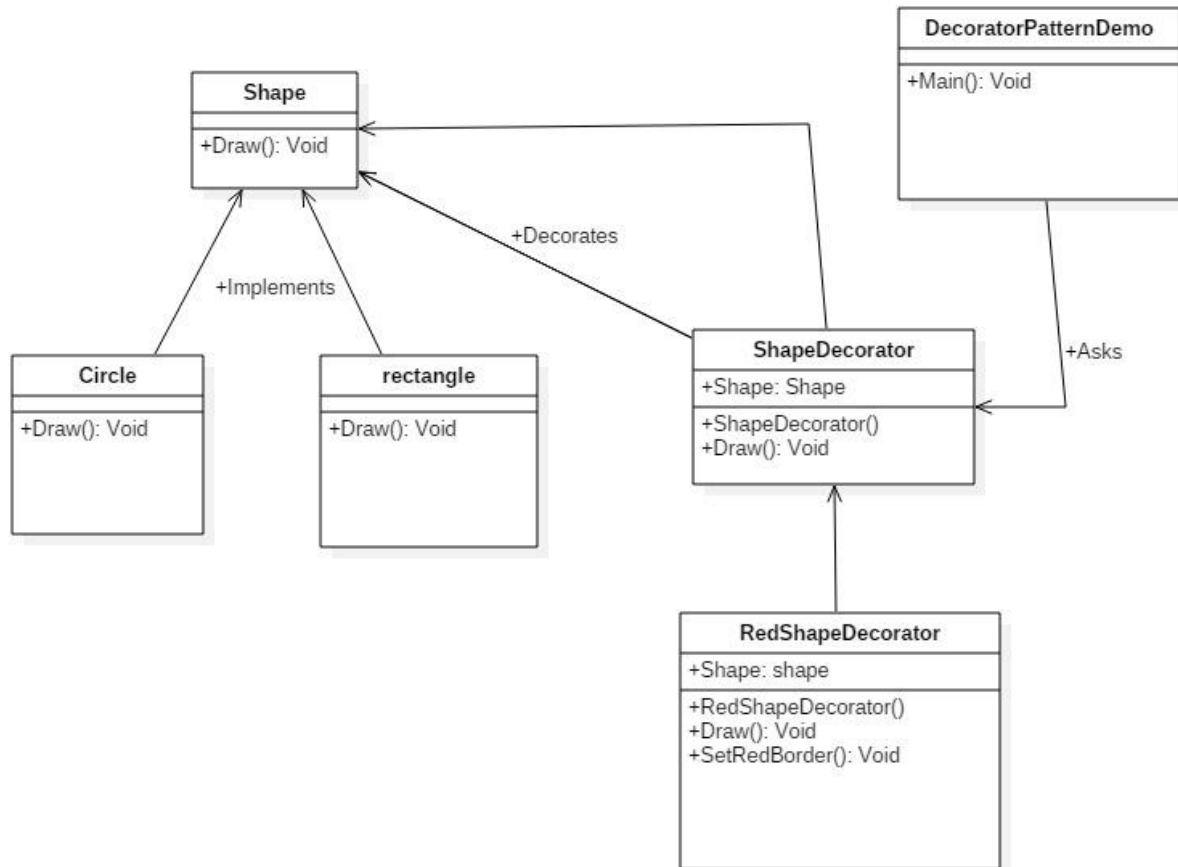 DecoratorPatternDemo
+Main(): Void
Shape
+Draw(): Void
+Decorates
+Implements
+Asks
Circle
+Draw(): Void
rectangle
+Draw(): Void
ShapeDecorator
+Shape: Shape
+ShapeDecorator()
+Draw(): Void
RedShapeDecorator
+Shape: shape
+RedShapeDecorator()
+Draw(): Void
+SetRedBorder(): Void